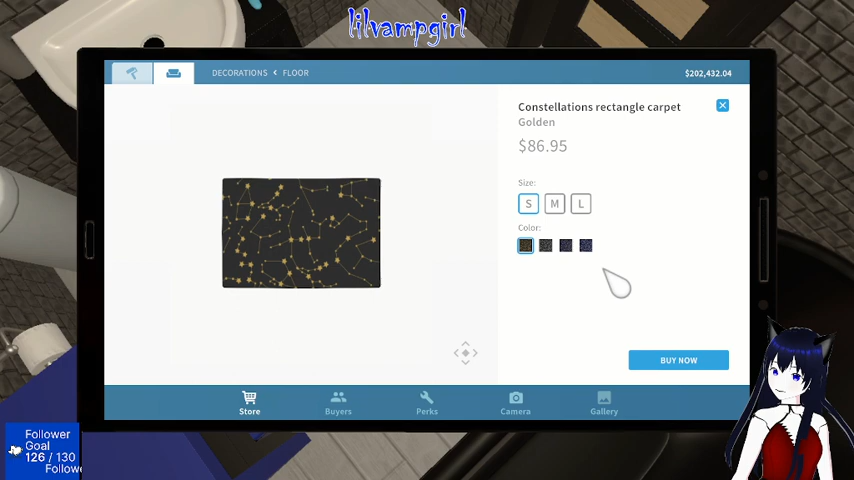 lilvampgirl
DECORATIONS < FLOOR
$202,432.04
Constellations rectangle carpet
Golden
$86.95
Size:
S M L
Color:
BUY NOW
Store
Buyers
Perks
Camera
Gallery
Follower
Goal
126 / 130
Followe